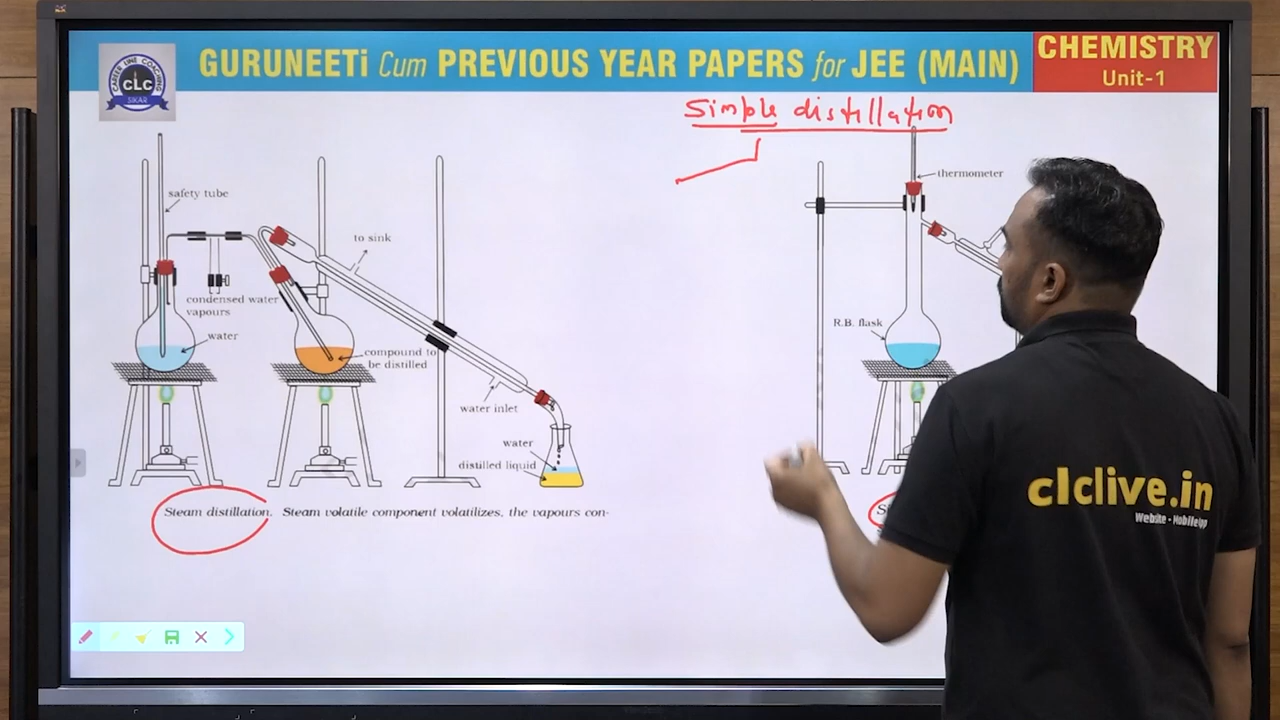 GURUNEETi Cum PREVIOUS YEAR PAPERS for JEE (MAIN)
CHEMISTRY
Unit-1
CAREER LINE COACHING
CLC
SIKAR
Simple distillation
safety tube
to sink
condensed water
vapours
water
compound to
be distilled
water inlet
water
distilled liquid
Steam distillation. Steam volatile component volatilizes, the vapours con-
thermometer
R.B. flask
clclive.in
Website - MobileApp